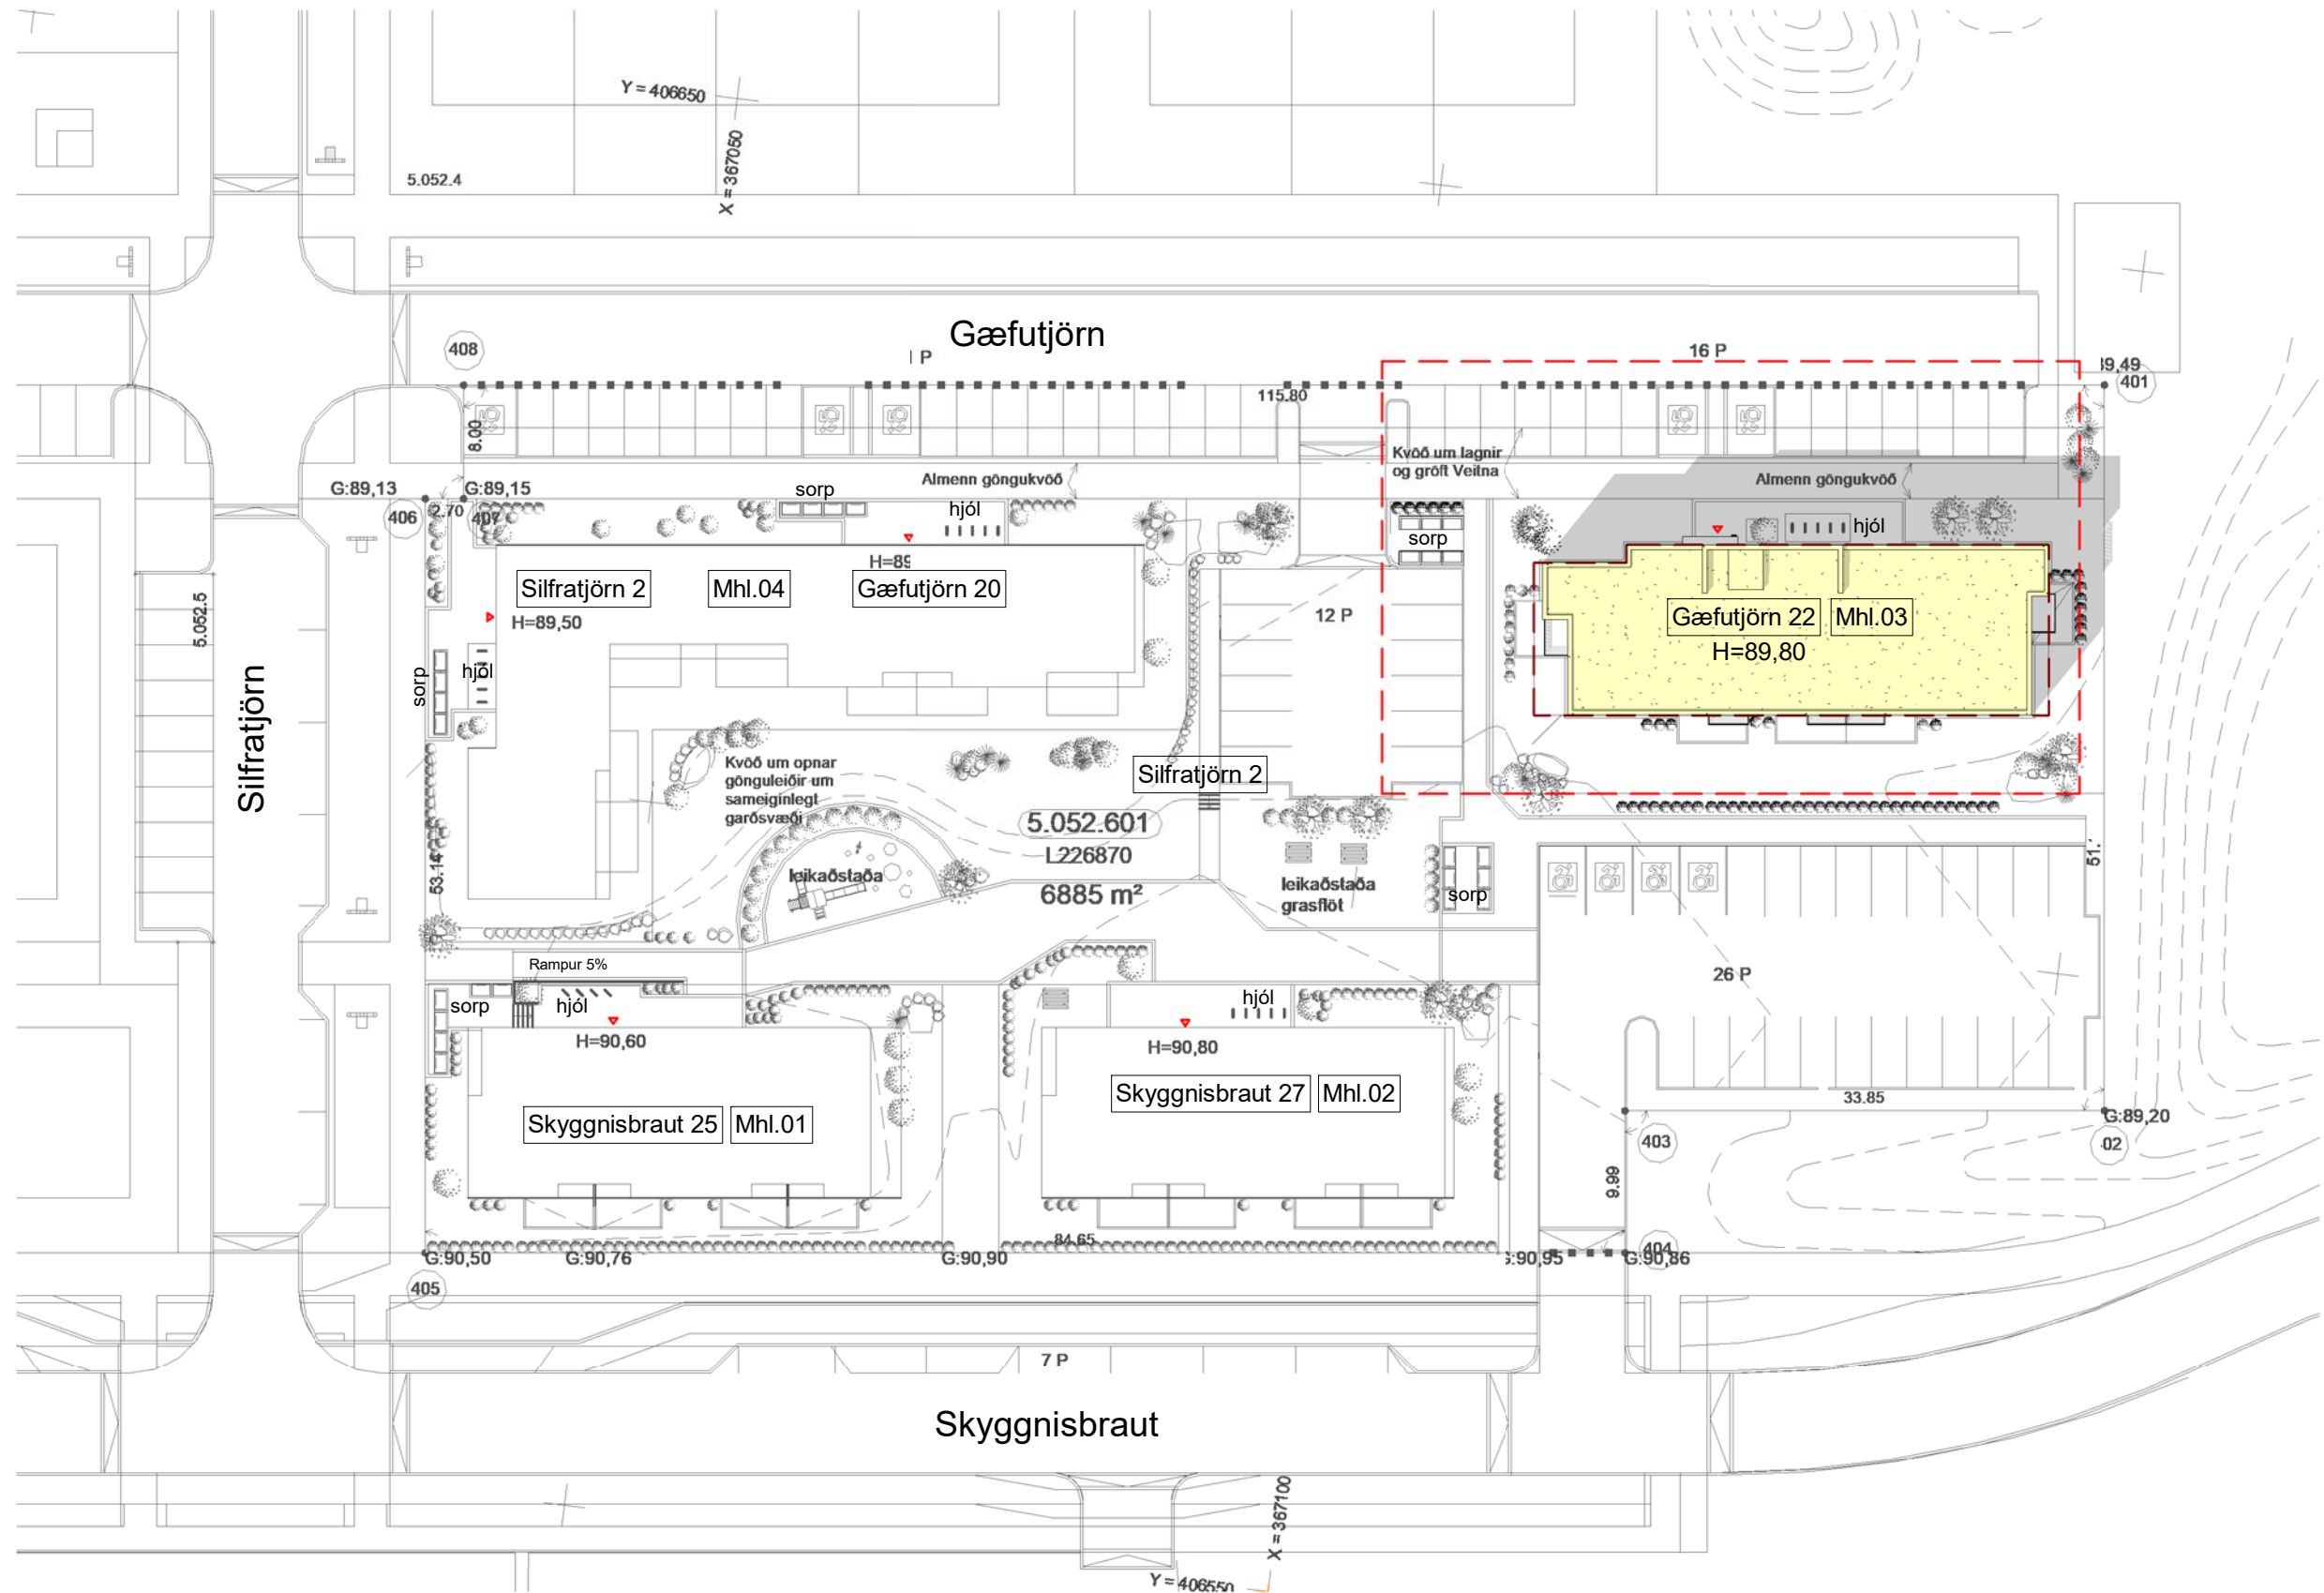 Y = 406650
X = 367050
5.052.4
Gæfutjörn
408
P
16 P
401
115.80
8.00
Kvöð um lagnir
og gröft Veitna
Almenn göngukvöð
Almenn göngukvöð
G:89,13
G:89,15
406
2.70
407
sorp
hjól
sorp
hjól
H=89
Silfratjörn 2
Mhl.04
Gæfutjörn 20
H=89,50
12 P
Gæfutjörn 22
Mhl.03
H=89,80
5.052.5
Silfratjörn
sorp
hjól
Kvöð um opnar
gönguleiðir um
sameiginlegt
garðsvæði
Silfratjörn 2
5.052.601
L226870
6885 m²
53.14
leikaðstaða
leikaðstaða
grasflöt
sorp
Rampur 5%
26 P
sorp
hjól
hjól
H=90,60
H=90,80
Skyggnisbraut 25
Mhl.01
Skyggnisbraut 27
Mhl.02
33.85
G:89,20
403
02
9.99
84.65
404
G:90,50
G:90,76
G:90,90
G:90,86
405
7 P
Skyggnisbraut
X = 367100
Y = 406550